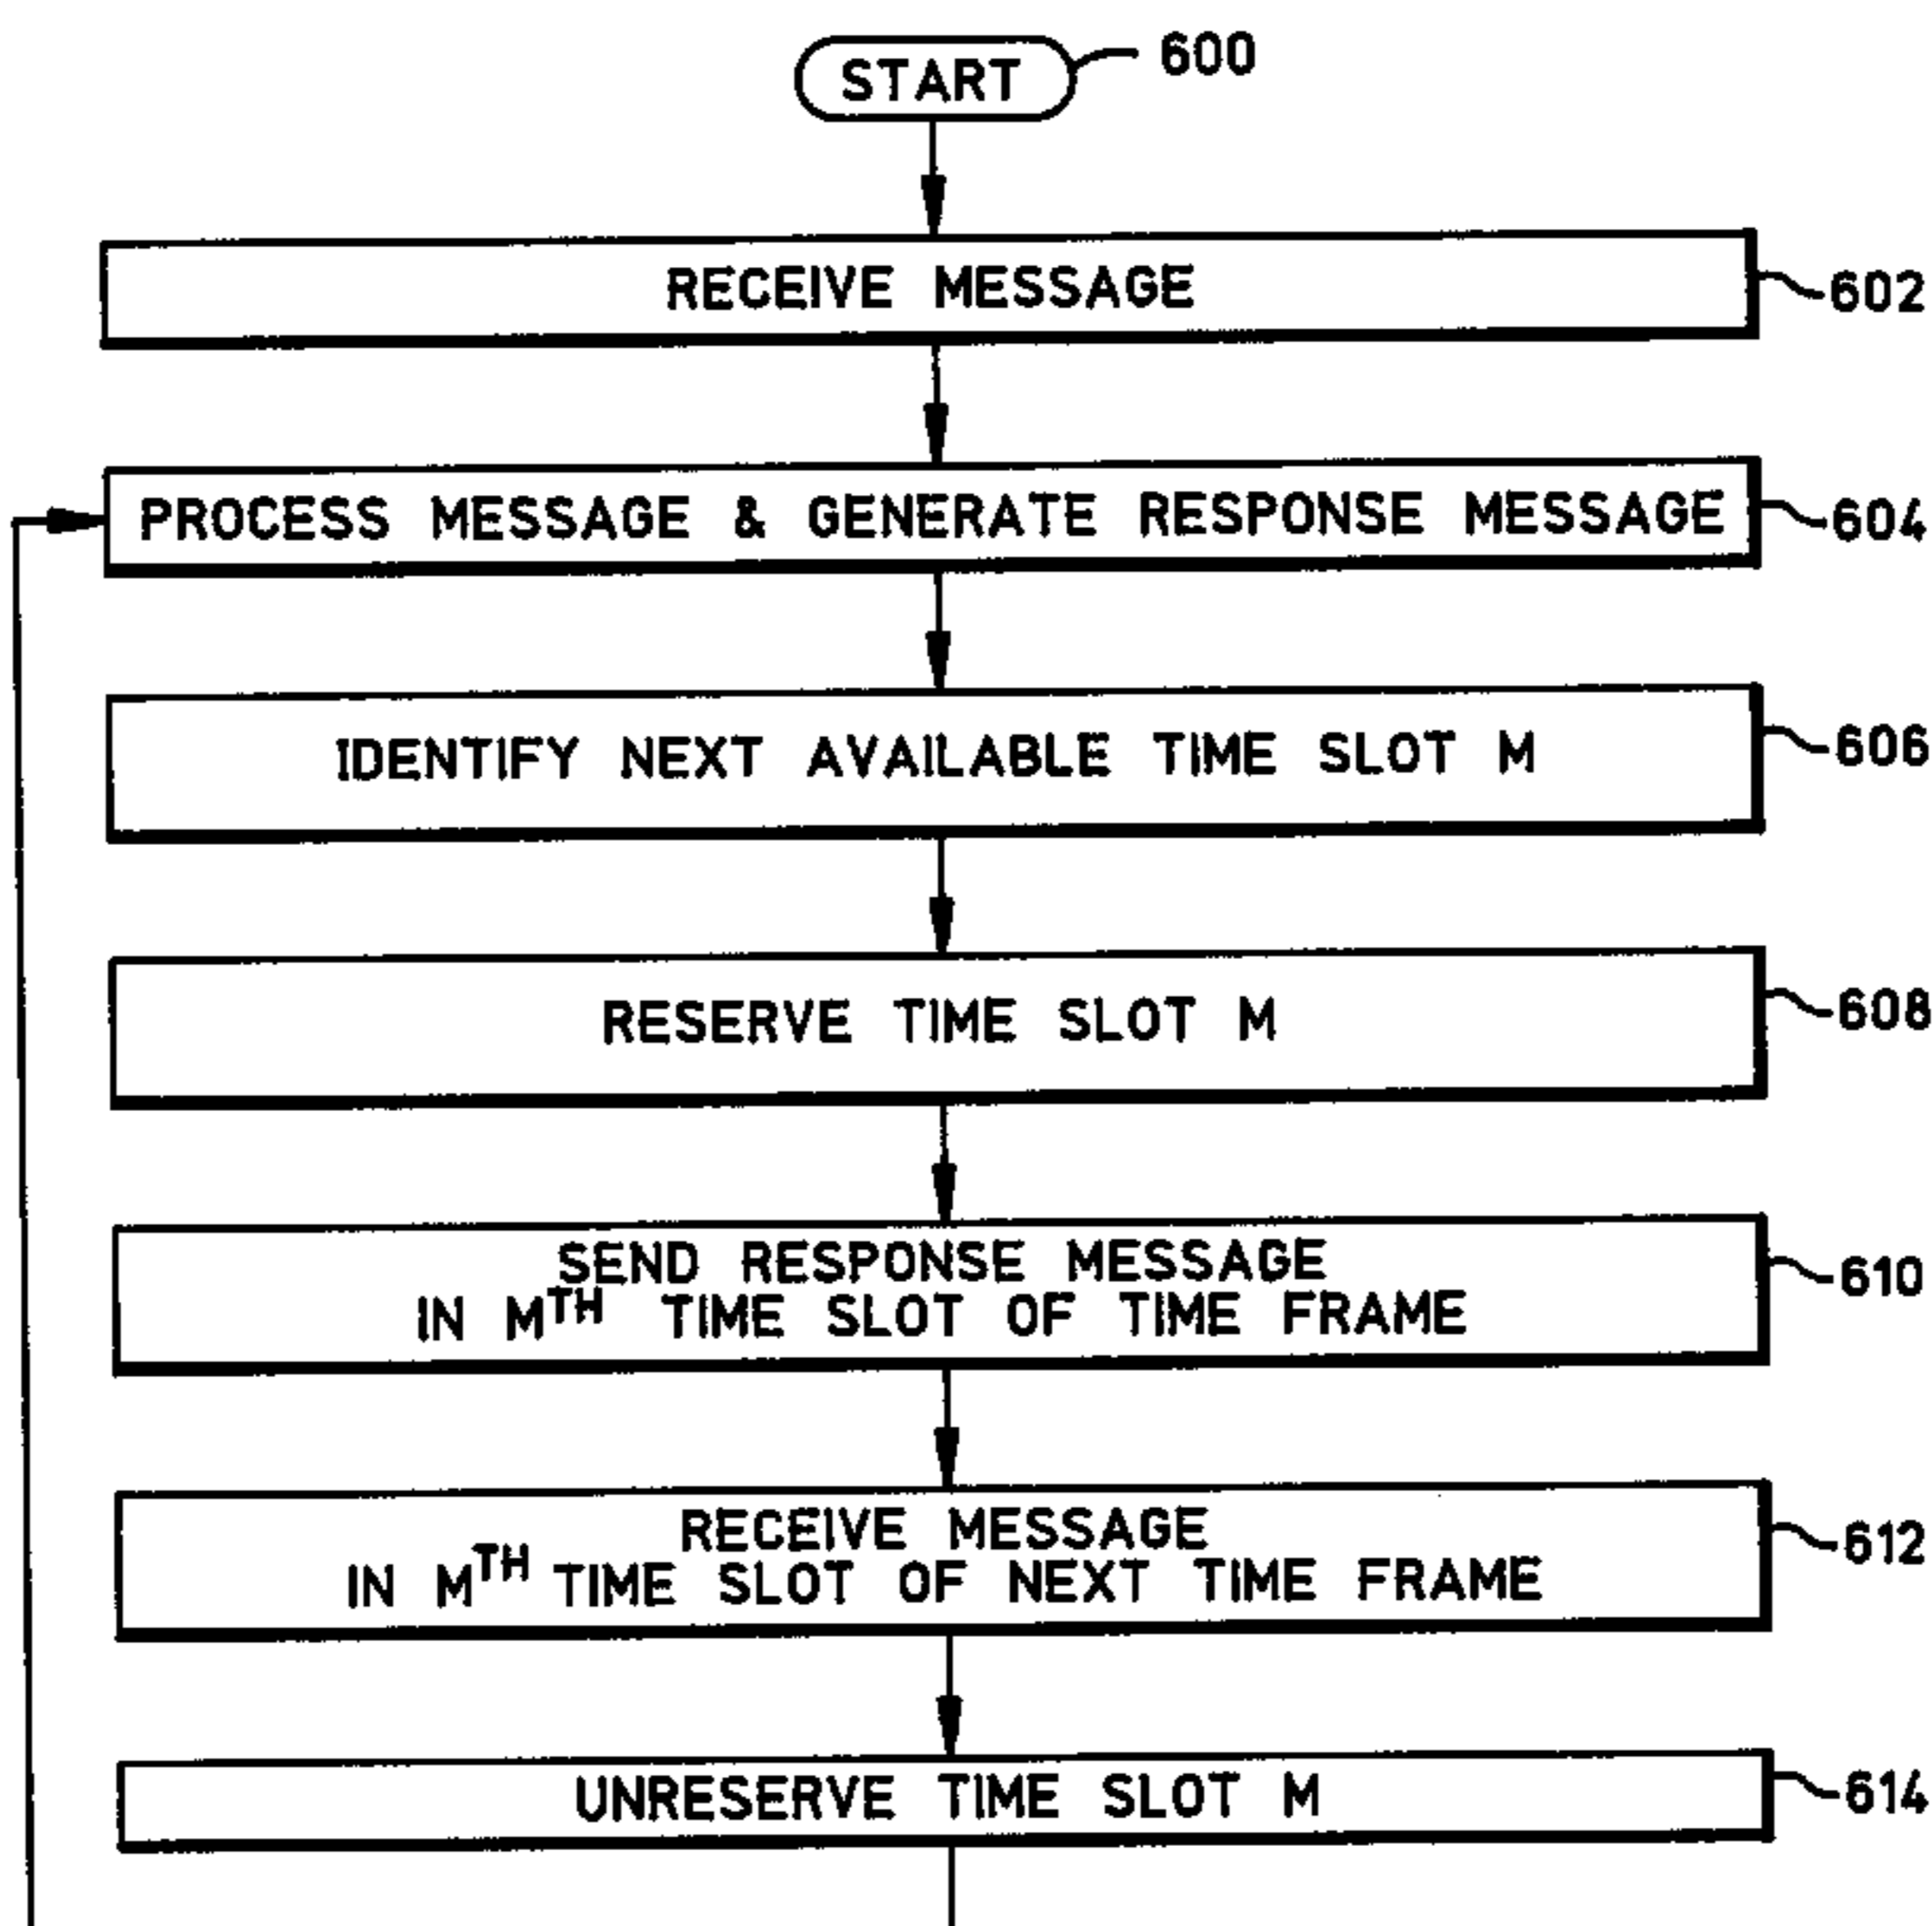 START
600
RECEIVE MESSAGE
602
PROCESS MESSAGE & GENERATE RESPONSE MESSAGE
604
IDENTIFY NEXT AVAILABLE TIME SLOT M
606
RESERVE TIME SLOT M
608
SEND RESPONSE MESSAGE
IN MTH TIME SLOT OF TIME FRAME
610
RECEIVE MESSAGE
IN MTH TIME SLOT OF NEXT TIME FRAME
612
UNRESERVE TIME SLOT M
614